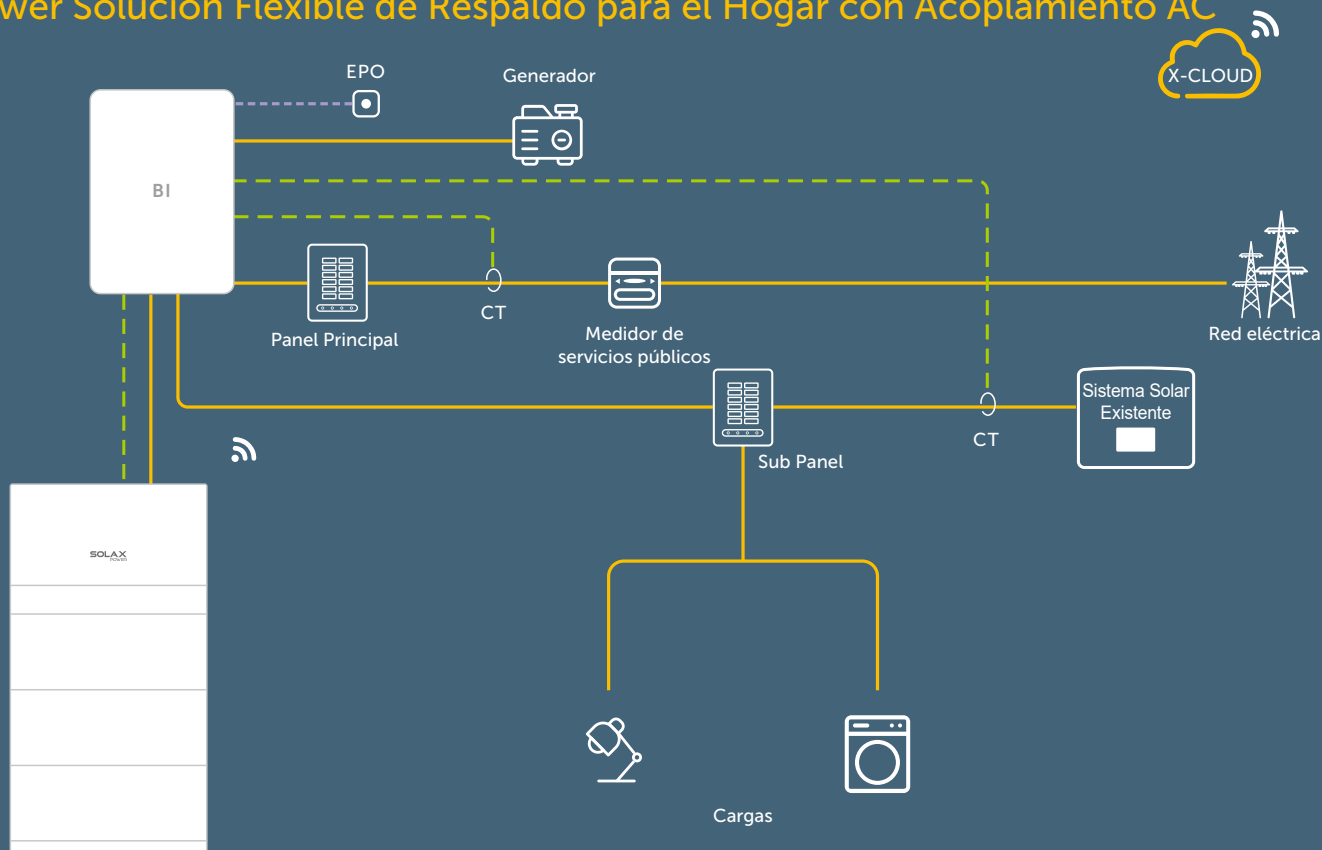 wer Solución Flexible de Respaldo para el Hogar con Acoplamiento AC
X-CLOUD
EPO
Generador
BI
CT
Panel Principal
Medidor de
servicios públicos
Red eléctrica
Sistema Solar
Existente
CT
Sub Panel
SOLAX
POWER
Cargas